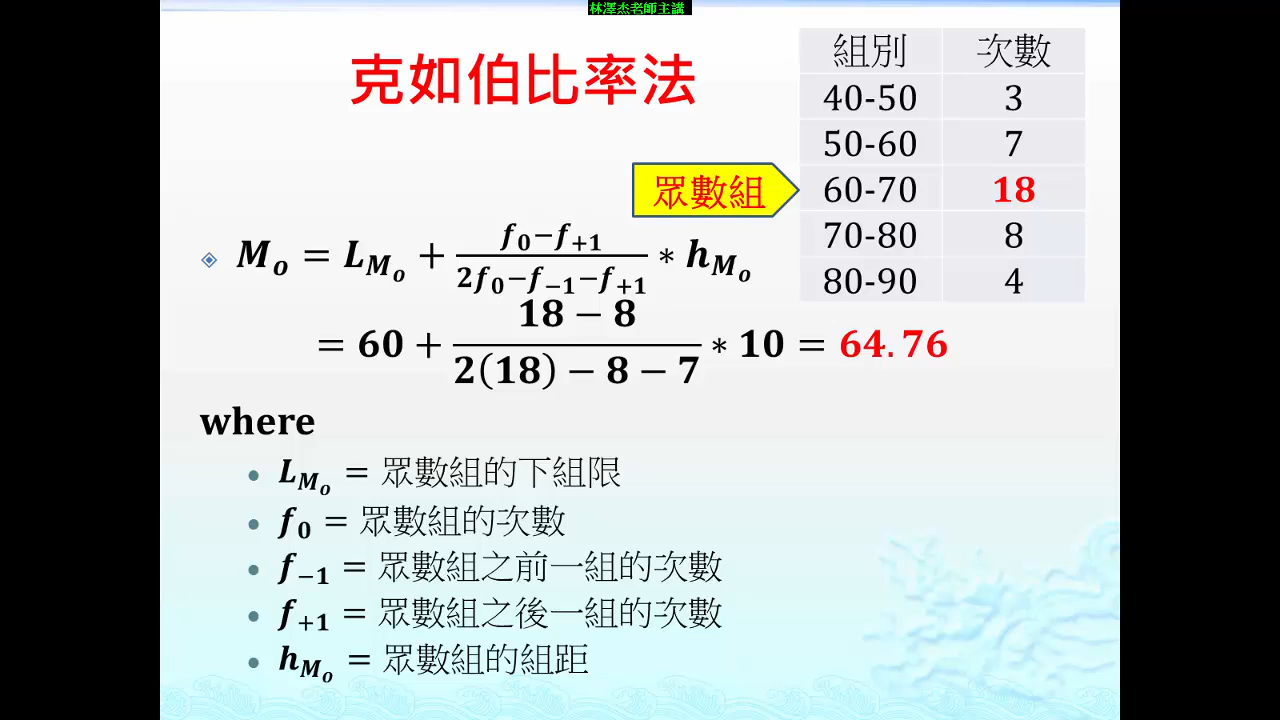 林澤杰老師主講
克如伯比率法
組別 次數
40-50 3
50-60 7
眾數組
60-70 18
70-80 8
80-90 4
M_o = L_{M_o} + \frac{f_0 - f_{+1}}{2f_0 - f_{-1} - f_{+1}} * h_{M_o}
= 60 + \frac{18 - 8}{2(18) - 8 - 7} * 10 = 64.76
where
L_{M_o} = 眾數組的下組限
f_0 = 眾數組的次數
f_{-1} = 眾數組之前一組的次數
f_{+1} = 眾數組之後一組的次數
h_{M_o} = 眾數組的組距